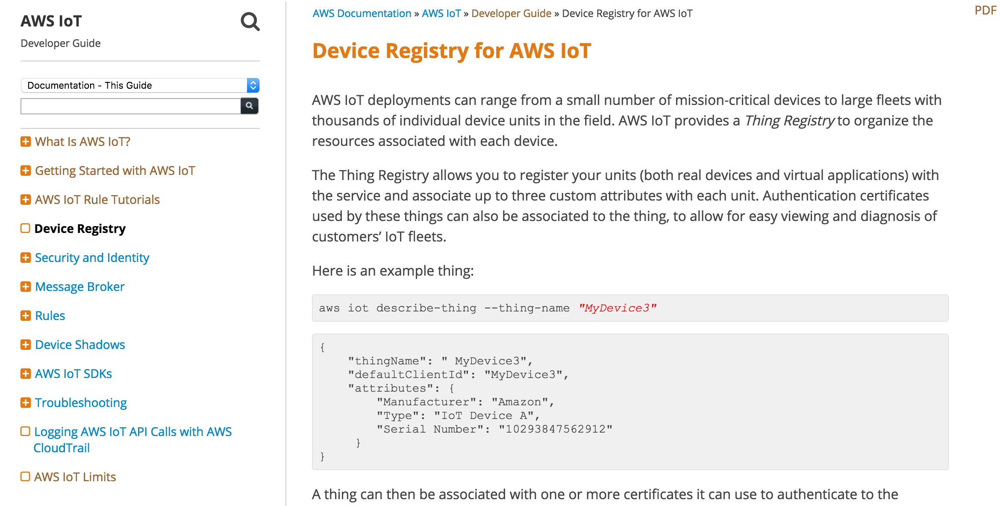 AWS IoT
Developer Guide
Documentation - This Guide
What Is AWS IoT?
Getting Started with AWS IoT
AWS IoT Rule Tutorials
Device Registry
Security and Identity
Message Broker
Rules
Device Shadows
AWS IoT SDKs
Troubleshooting
Logging AWS IoT API Calls with AWS
CloudTrail
AWS IoT Limits
AWS Documentation » AWS IoT » Developer Guide » Device Registry for AWS IoT
PDF
Device Registry for AWS IoT
AWS IoT deployments can range from a small number of mission-critical devices to large fleets with
thousands of individual device units in the field. AWS IoT provides a Thing Registry to organize the
resources associated with each device.
The Thing Registry allows you to register your units (both real devices and virtual applications) with
the service and associate up to three custom attributes with each unit. Authentication certificates
used by these things can also be associated to the thing, to allow for easy viewing and diagnosis of
customers’ IoT fleets.
Here is an example thing:
aws iot describe-thing --thing-name "MyDevice3"
{
    "thingName": " MyDevice3",
    "defaultClientId": "MyDevice3",
    "attributes": {
        "Manufacturer": "Amazon",
        "Type": "IoT Device A",
        "Serial Number": "10293847562912"
     }
}
A thing can then be associated with one or more certificates it can use to authenticate to the